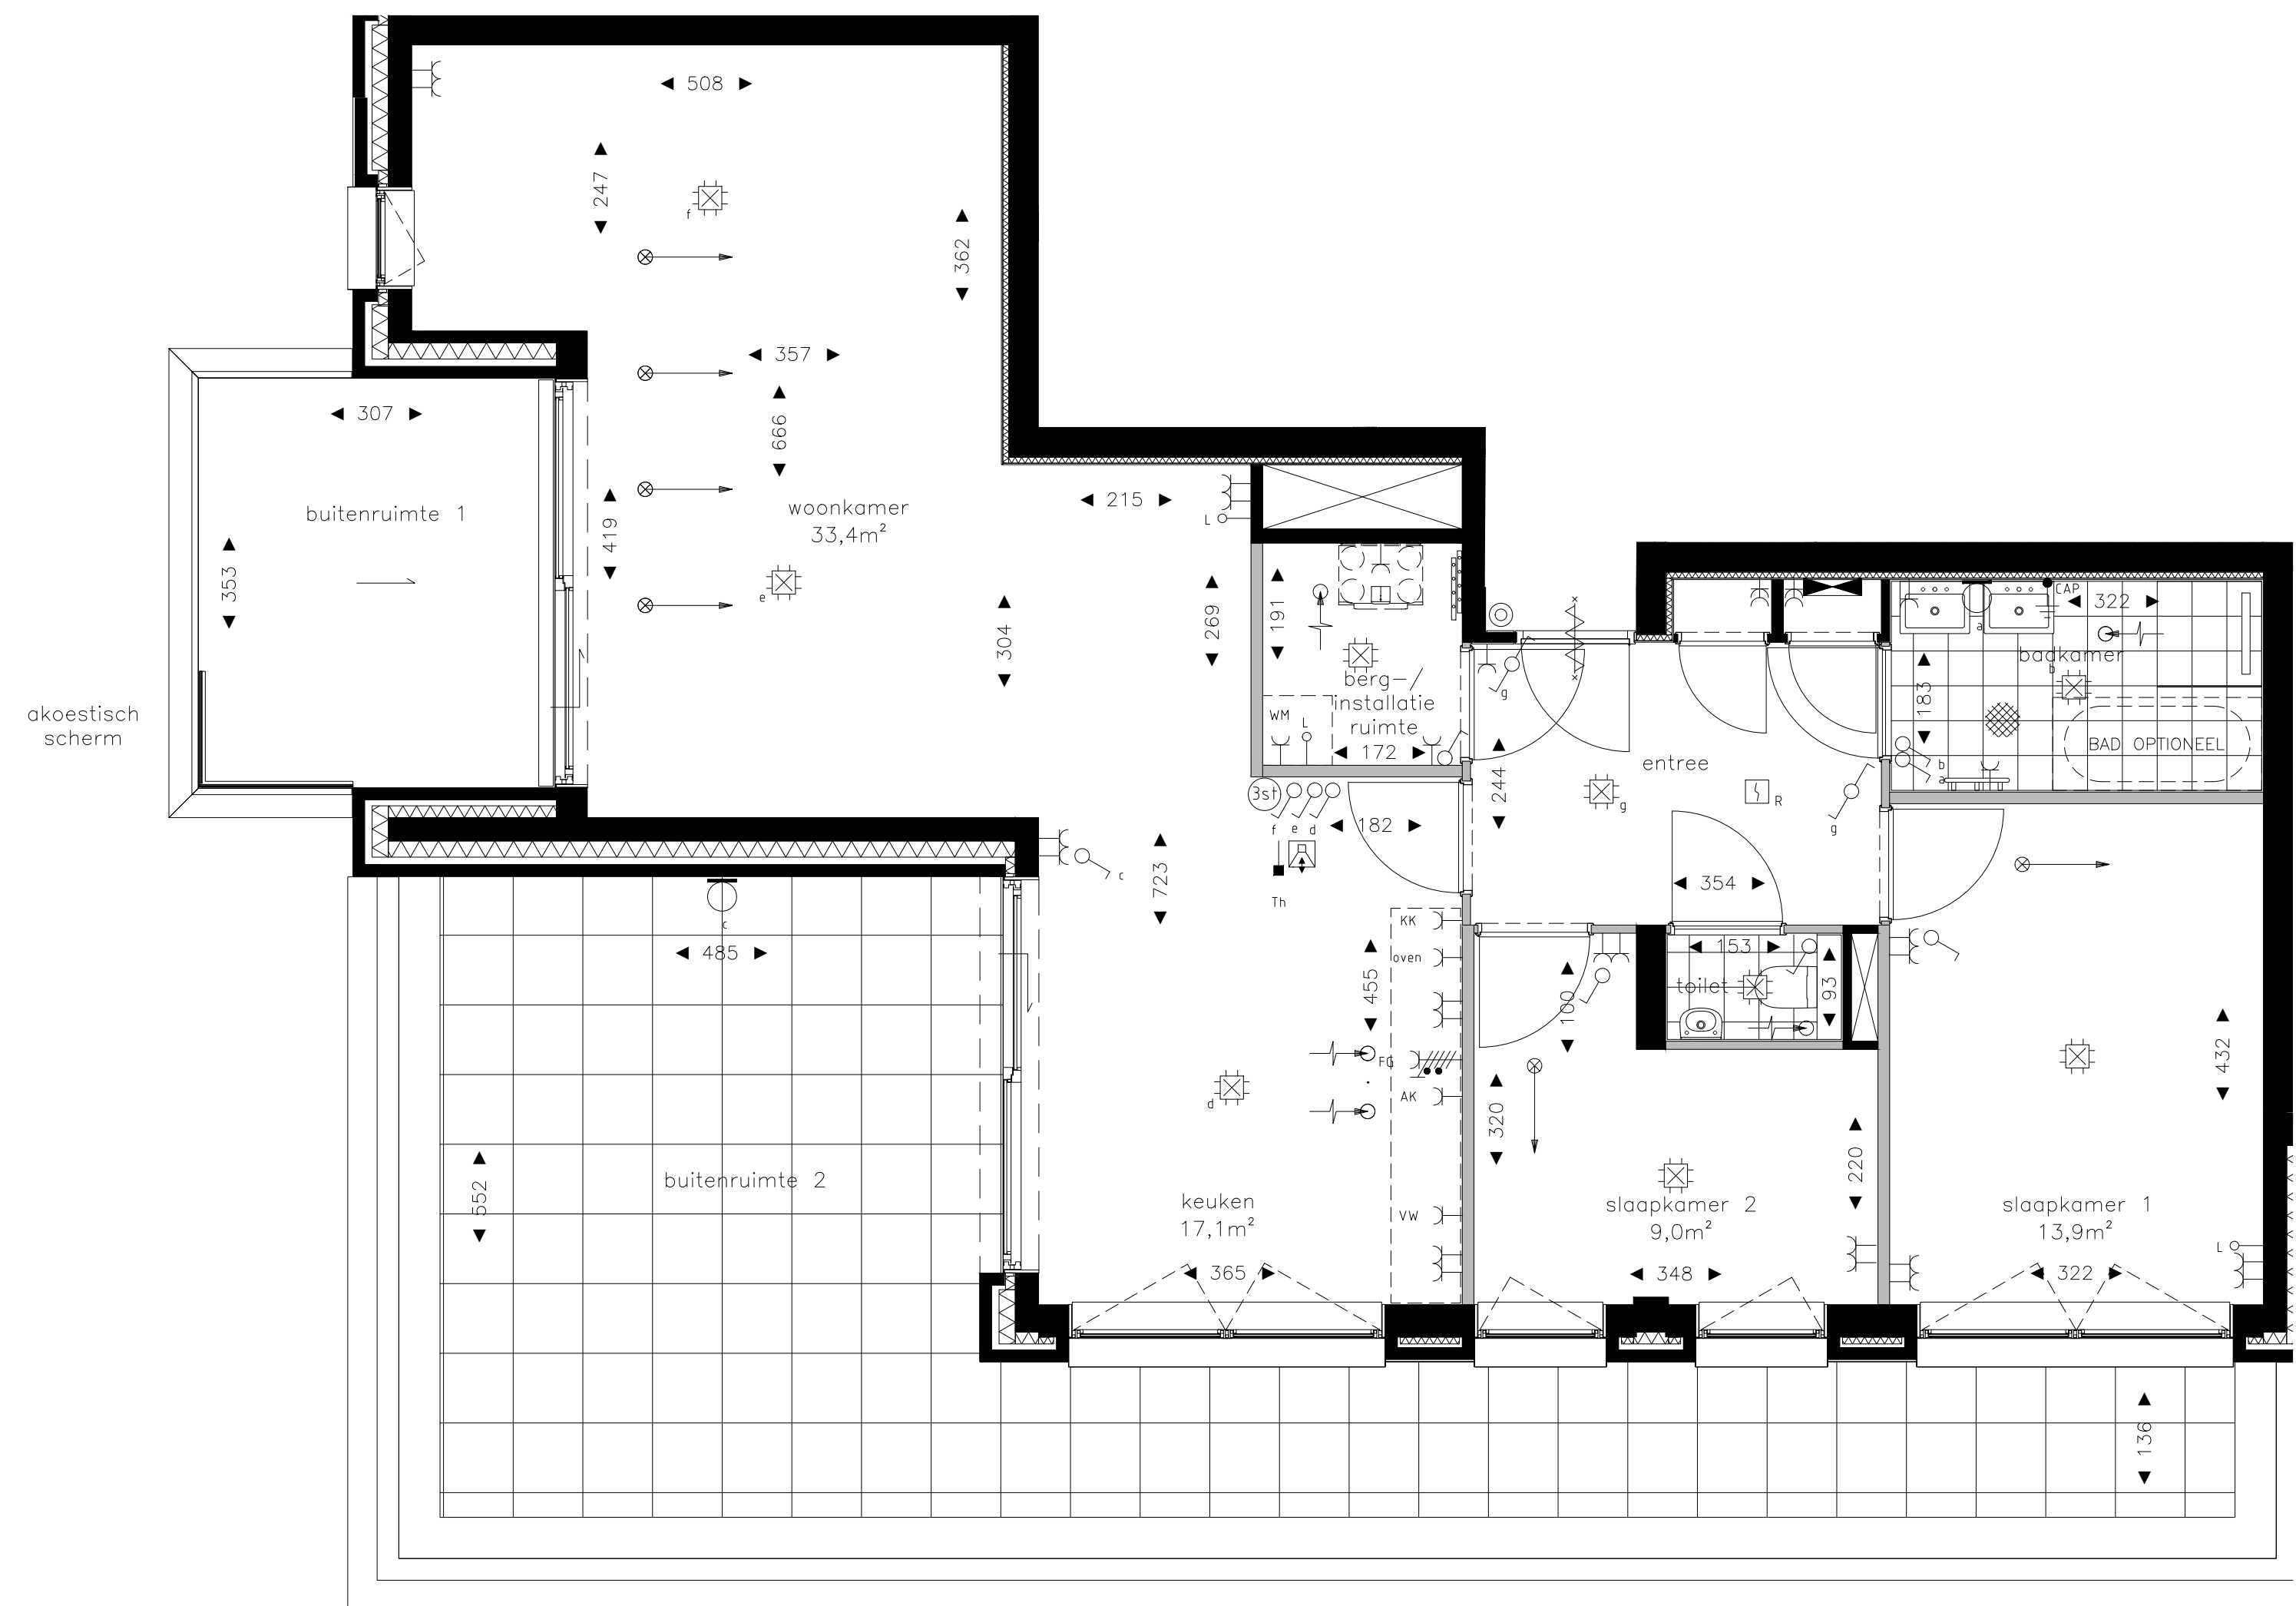 508
247
f
362
357
307
666
buitenruimte 1
419
woonkamer
33,4m²
215
L
353
e
304
269
191
berg-/
installatie
ruimte
WM
L
172
g
CAP
322
a
badkamer
b
183
BAD OPTIONEEL
b
a
akoestisch
scherm
entree
244
g
R
g
3st
f e d
182
Th
c
723
354
c
485
KK
oven
455
153
toilet
93
100
FG
AK
d
432
320
220
552
buitenruimte 2
keuken
17,1m²
VW
slaapkamer 2
9,0m²
slaapkamer 1
13,9m²
L
365
348
322
136